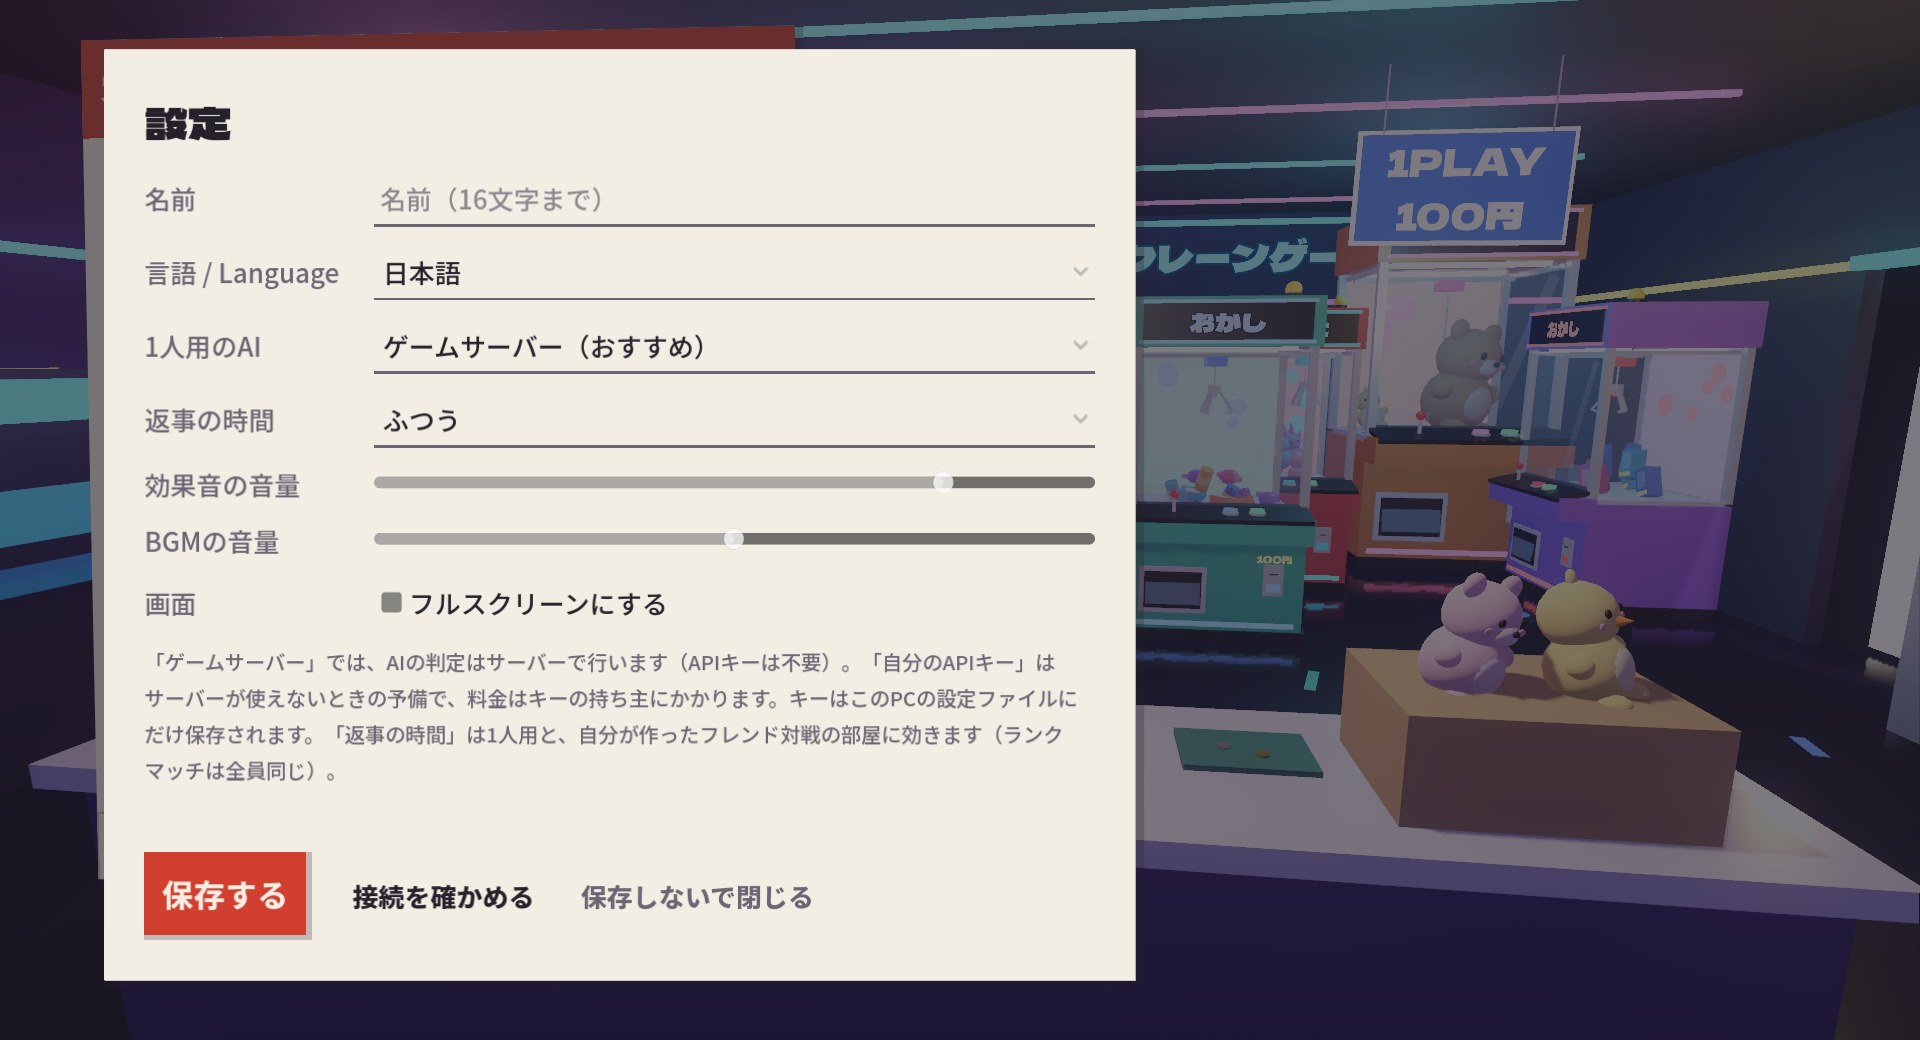 設定
名前
名前（16文字まで）
言語 / Language
日本語
1人用のAI
ゲームサーバー（おすすめ）
返事の時間
ふつう
効果音の音量
BGMの音量
画面
フルスクリーンにする
「ゲームサーバー」では、AIの判定はサーバーで行います（APIキーは不要）。「自分のAPIキー」は
サーバーが使えないときの予備で、料金はキーの持ち主にかかります。キーはこのPCの設定ファイルに
だけ保存されます。「返事の時間」は1人用と、自分が作ったフレンド対戦の部屋に効きます（ランク
マッチは全員同じ）。
保存する
接続を確かめる
保存しないで閉じる
1PLAY
100円
クレーンゲー
おかし
おかし
100円